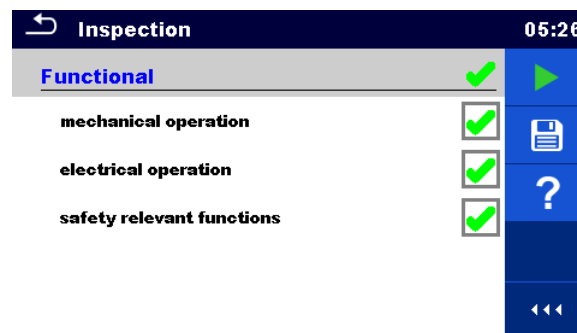 Inspection 05:26
Functional
mechanical operation
electrical operation
safety relevant functions
?